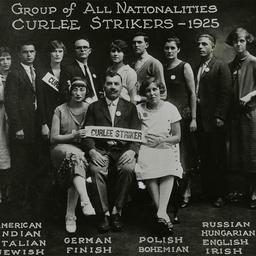 GROUP OF ALL NATIONALITIES
CURLEE STRIKERS - 1925
CURLEE
CURLEE STRIKER
AMERICAN
INDIAN
ITALIAN
JEWISH
GERMAN
FINISH
POLISH
BOHEMIAN
RUSSIAN
HUNGARIAN
ENGLISH
IRISH